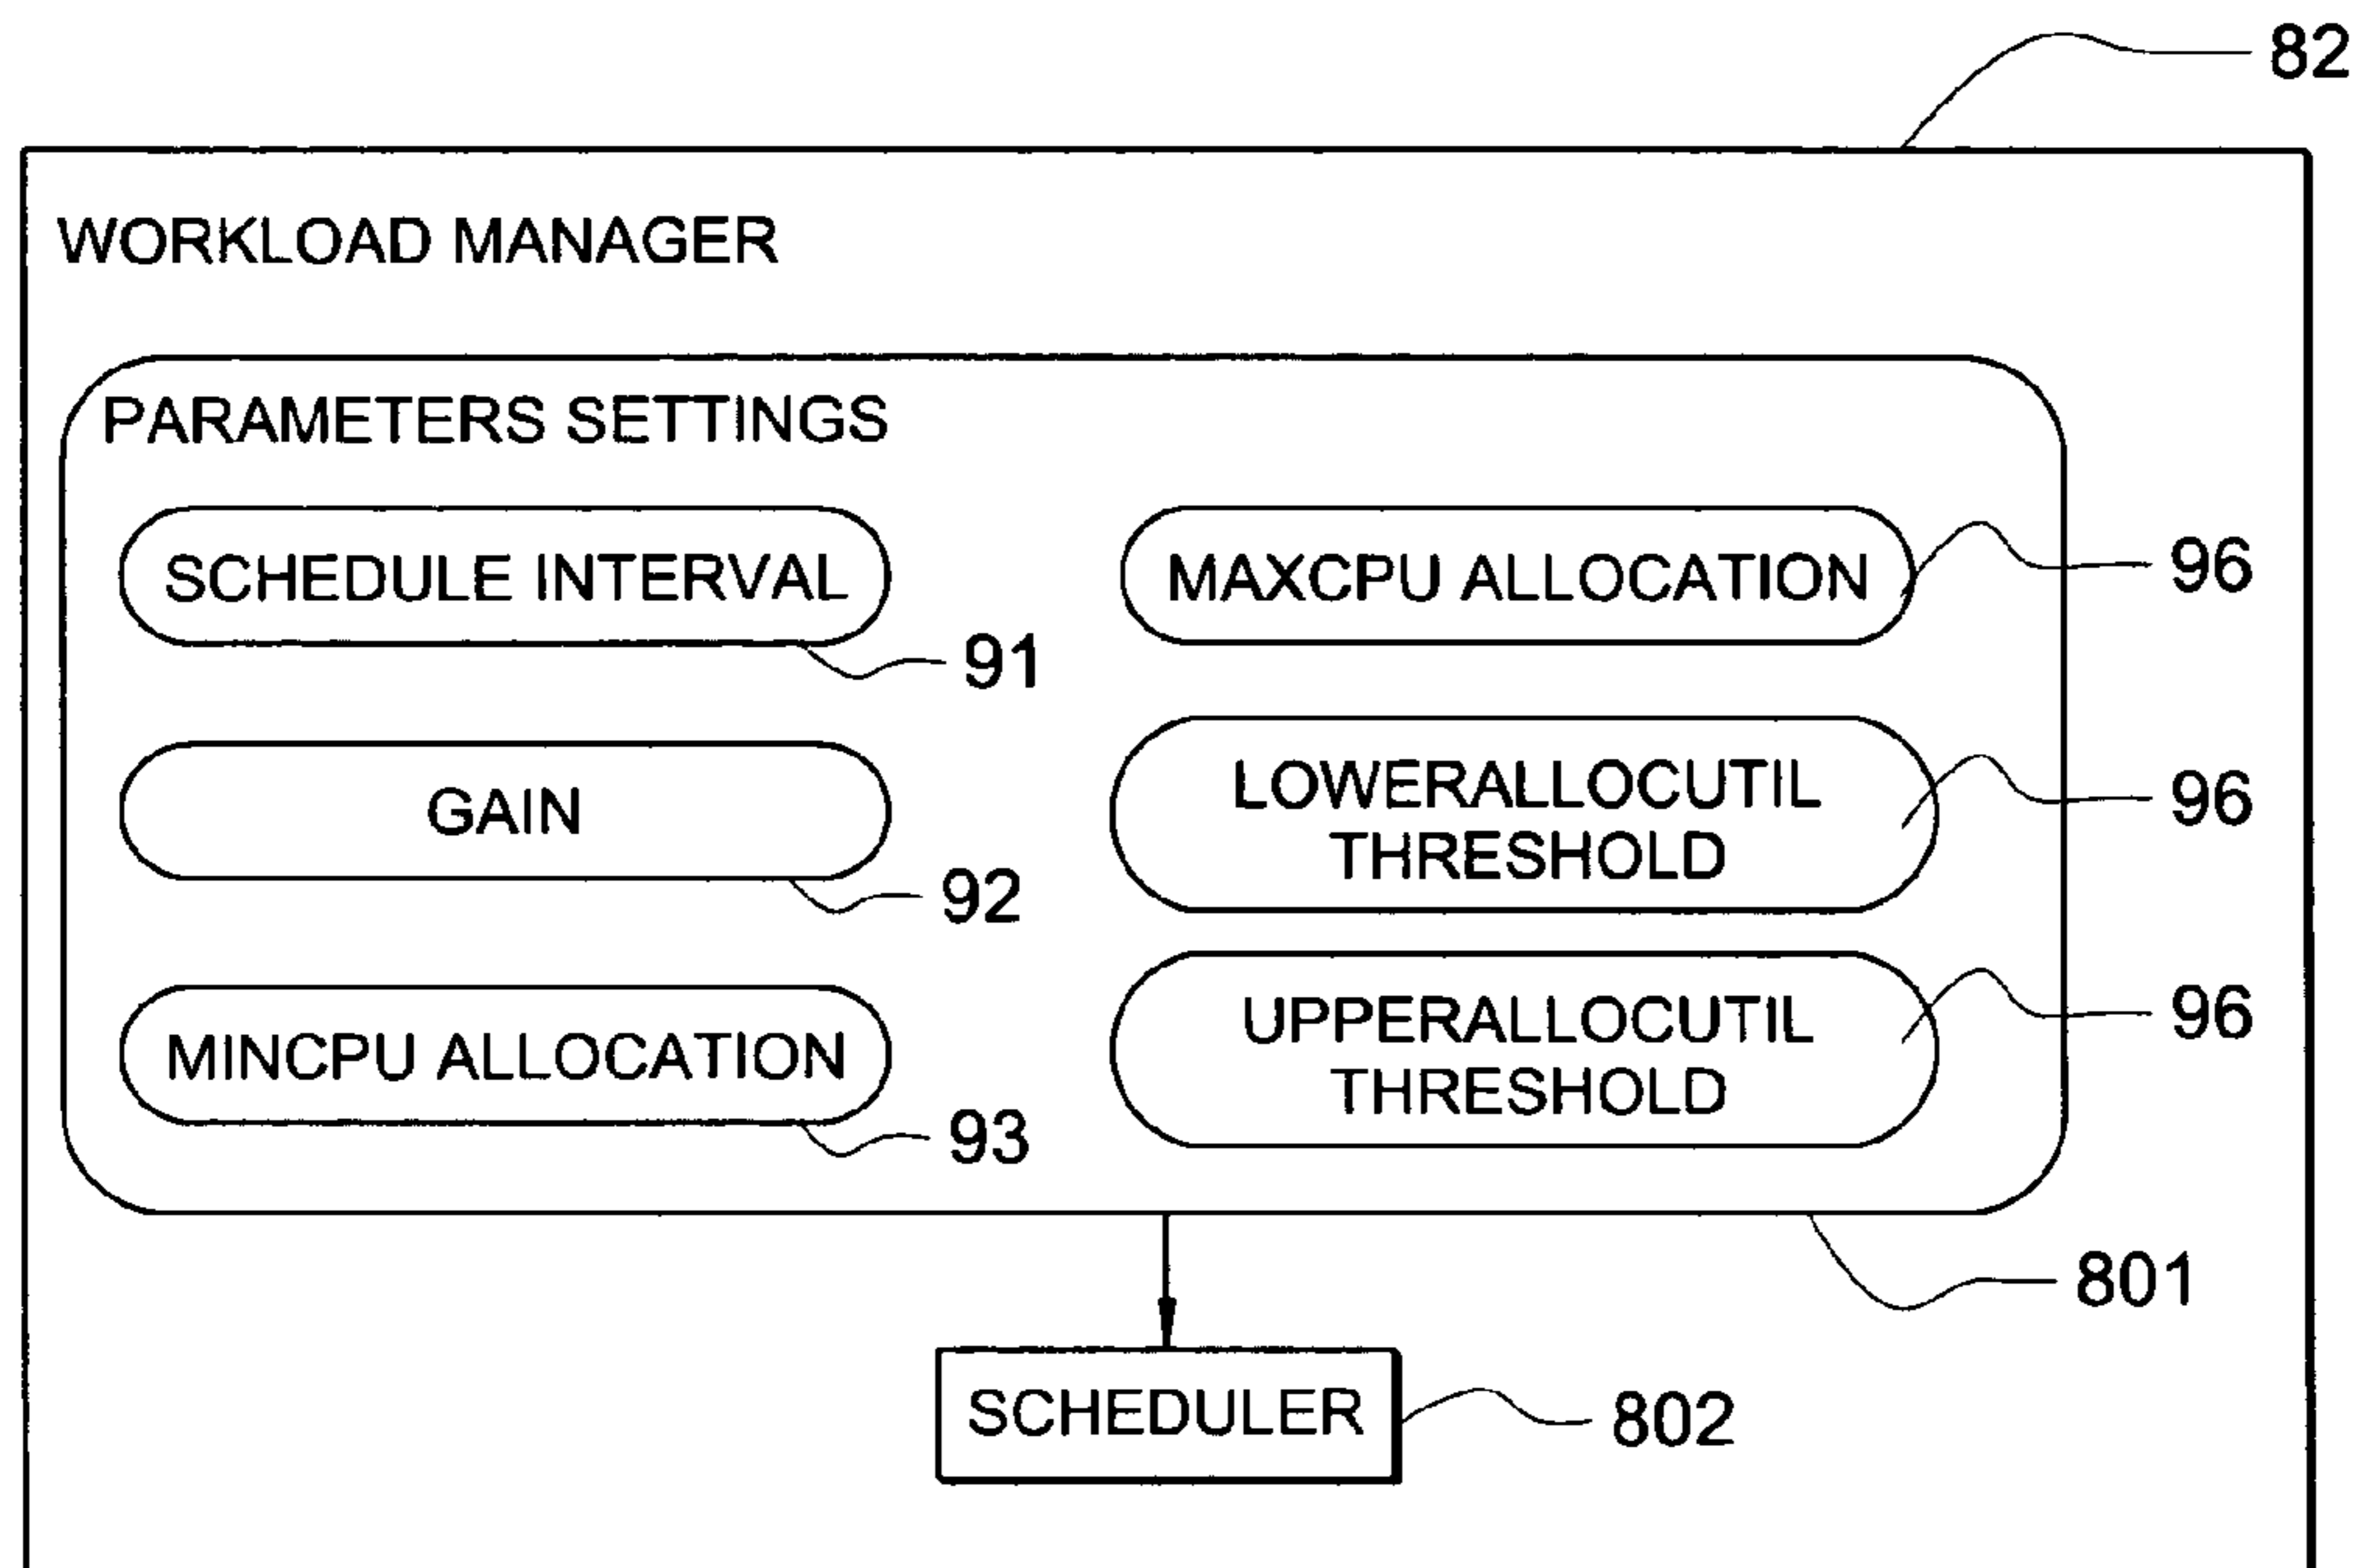 82
WORKLOAD MANAGER
PARAMETERS SETTINGS
SCHEDULE INTERVAL
91
MAXCPU ALLOCATION
96
GAIN
92
LOWERALLOCUTIL
THRESHOLD
96
MINCPU ALLOCATION
93
UPPERALLOCUTIL
THRESHOLD
96
801
SCHEDULER
802